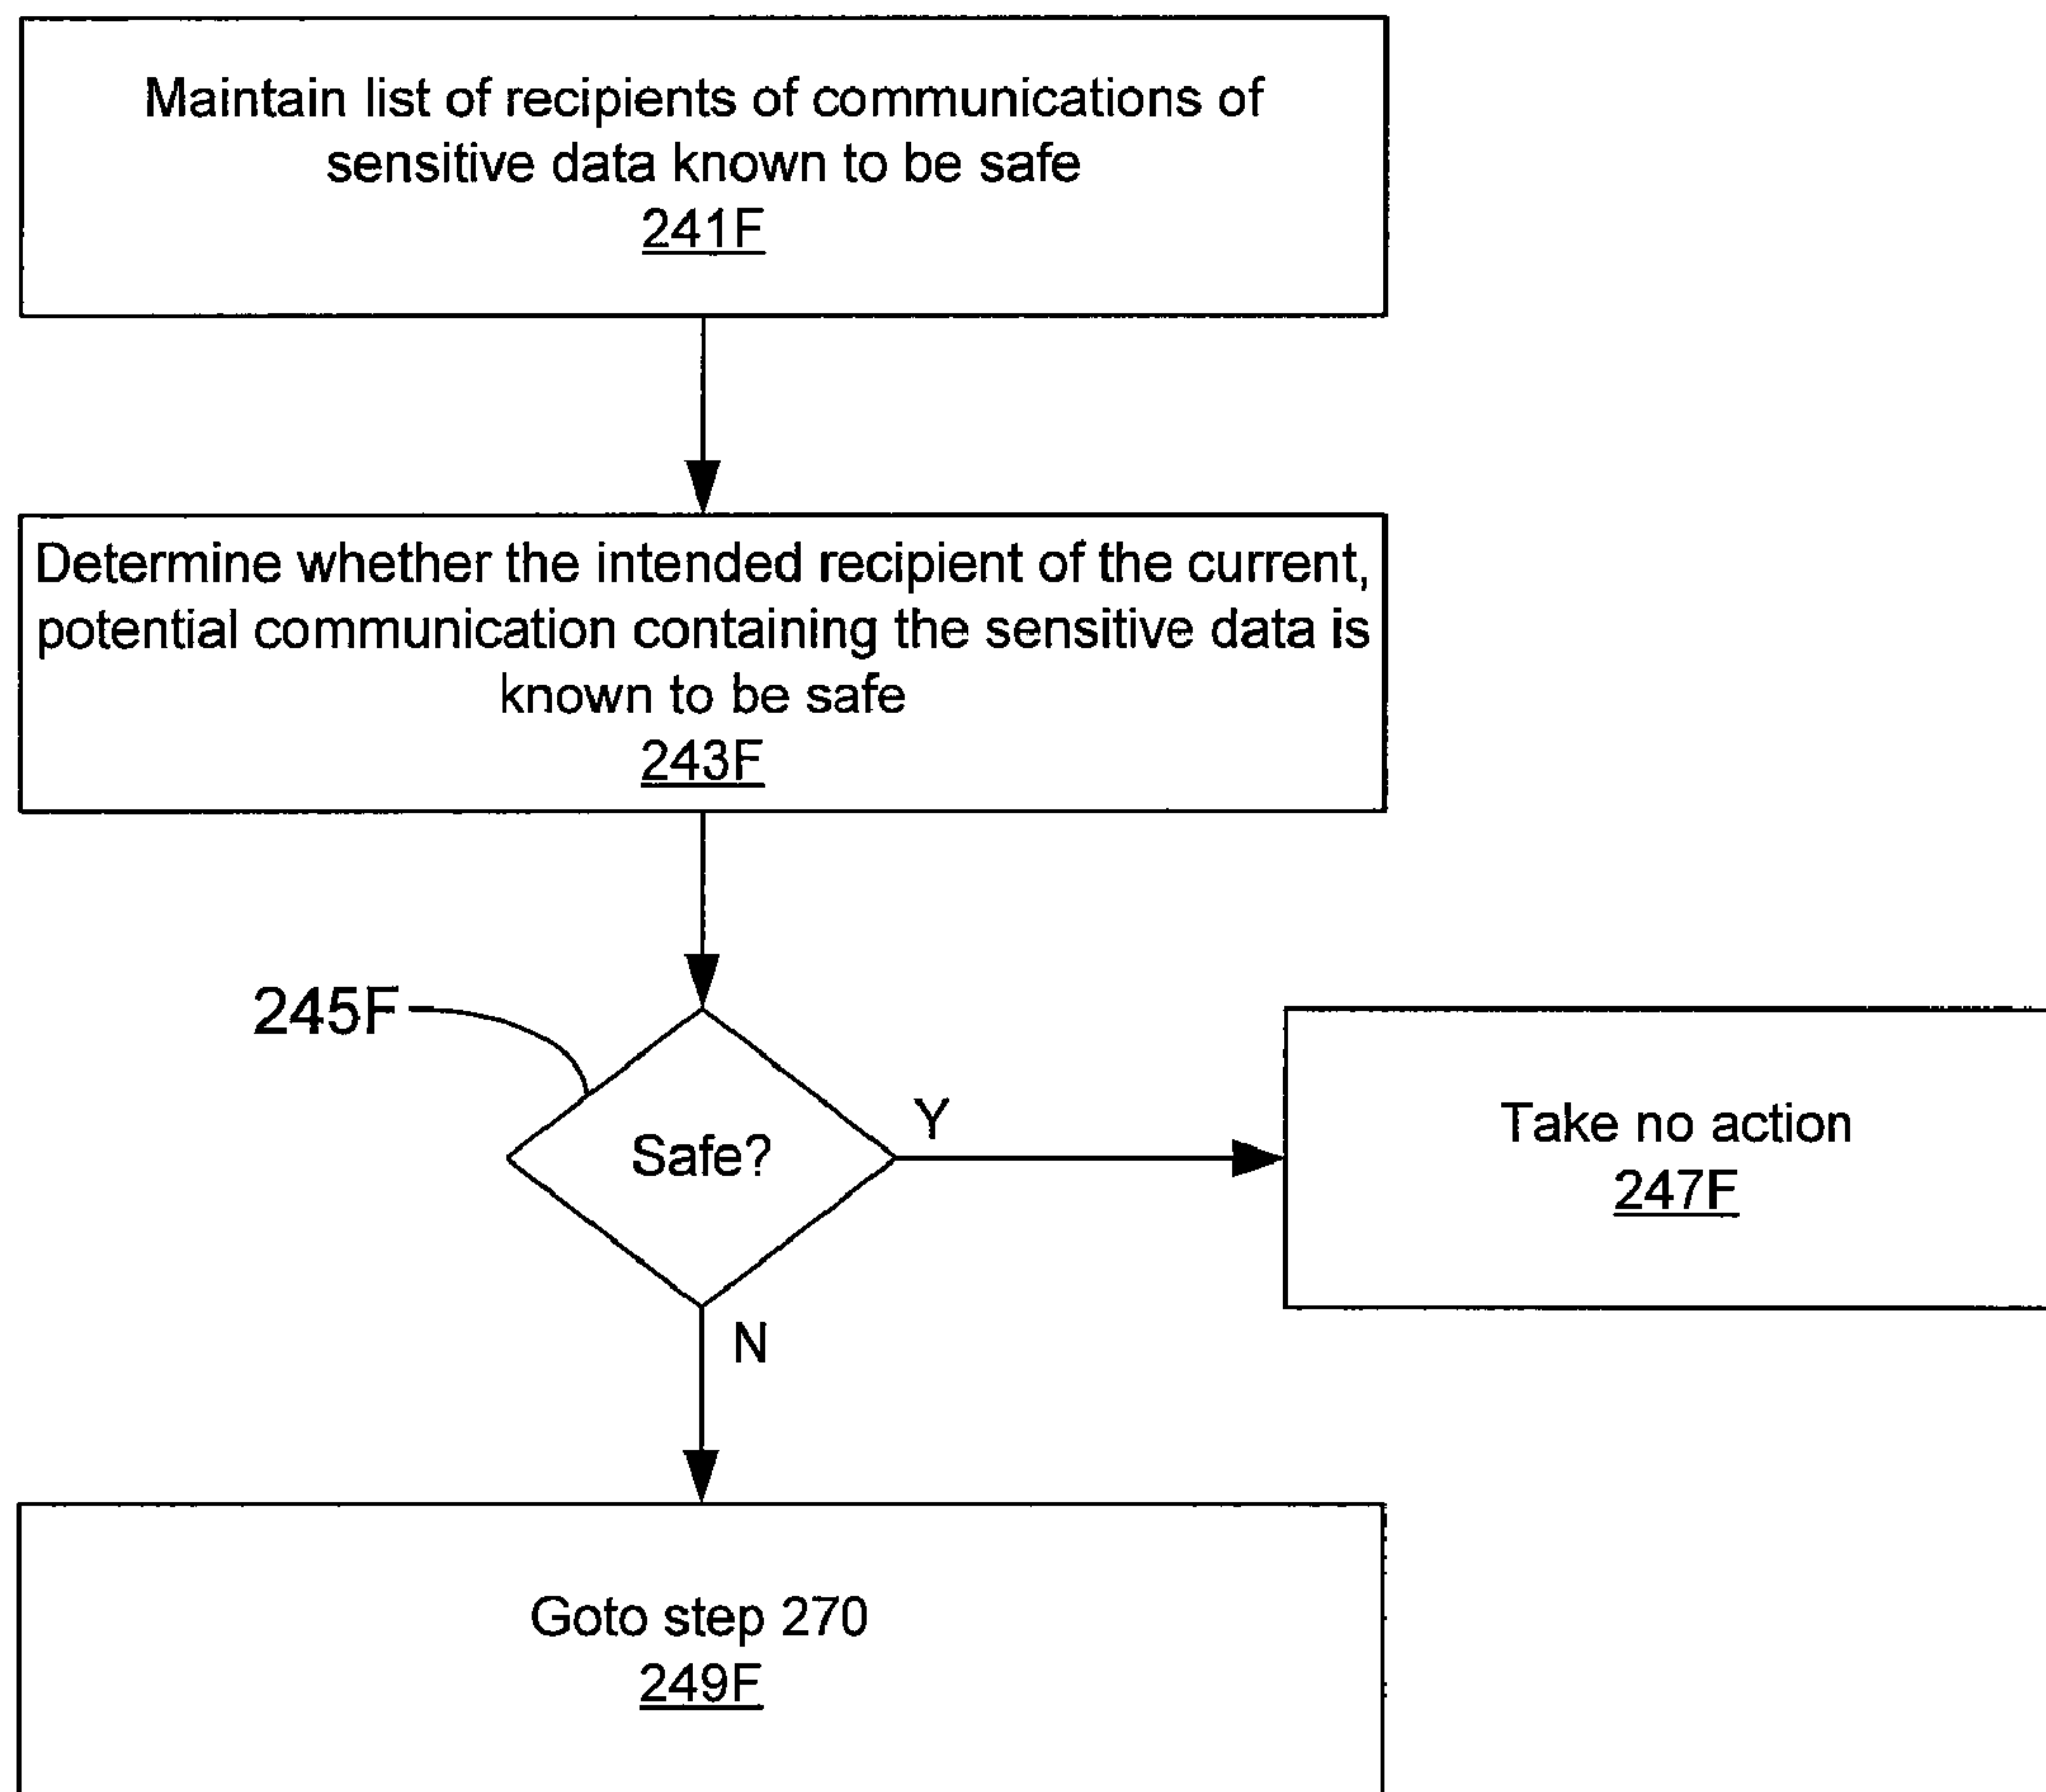 Maintain list of recipients of communications of
sensitive data known to be safe
241F
Determine whether the intended recipient of the current,
potential communication containing the sensitive data is
known to be safe
243F
245F
Safe?
Y
Take no action
247F
N
Goto step 270
249F